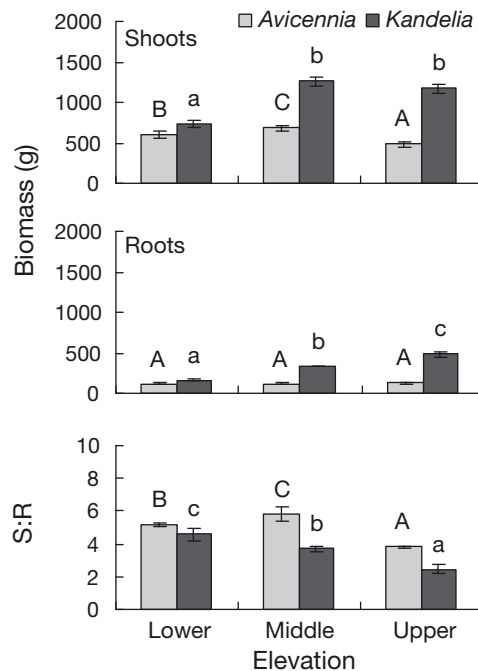 Avicennia Kandelia
Shoots
2000
1500
1000
500
0
B a C b A b
Biomass (g)
Roots
2000
1500
1000
500
0
A a A b A c
S:R
10
8
6
4
2
0
B c C b A a
Lower Middle Upper
Elevation